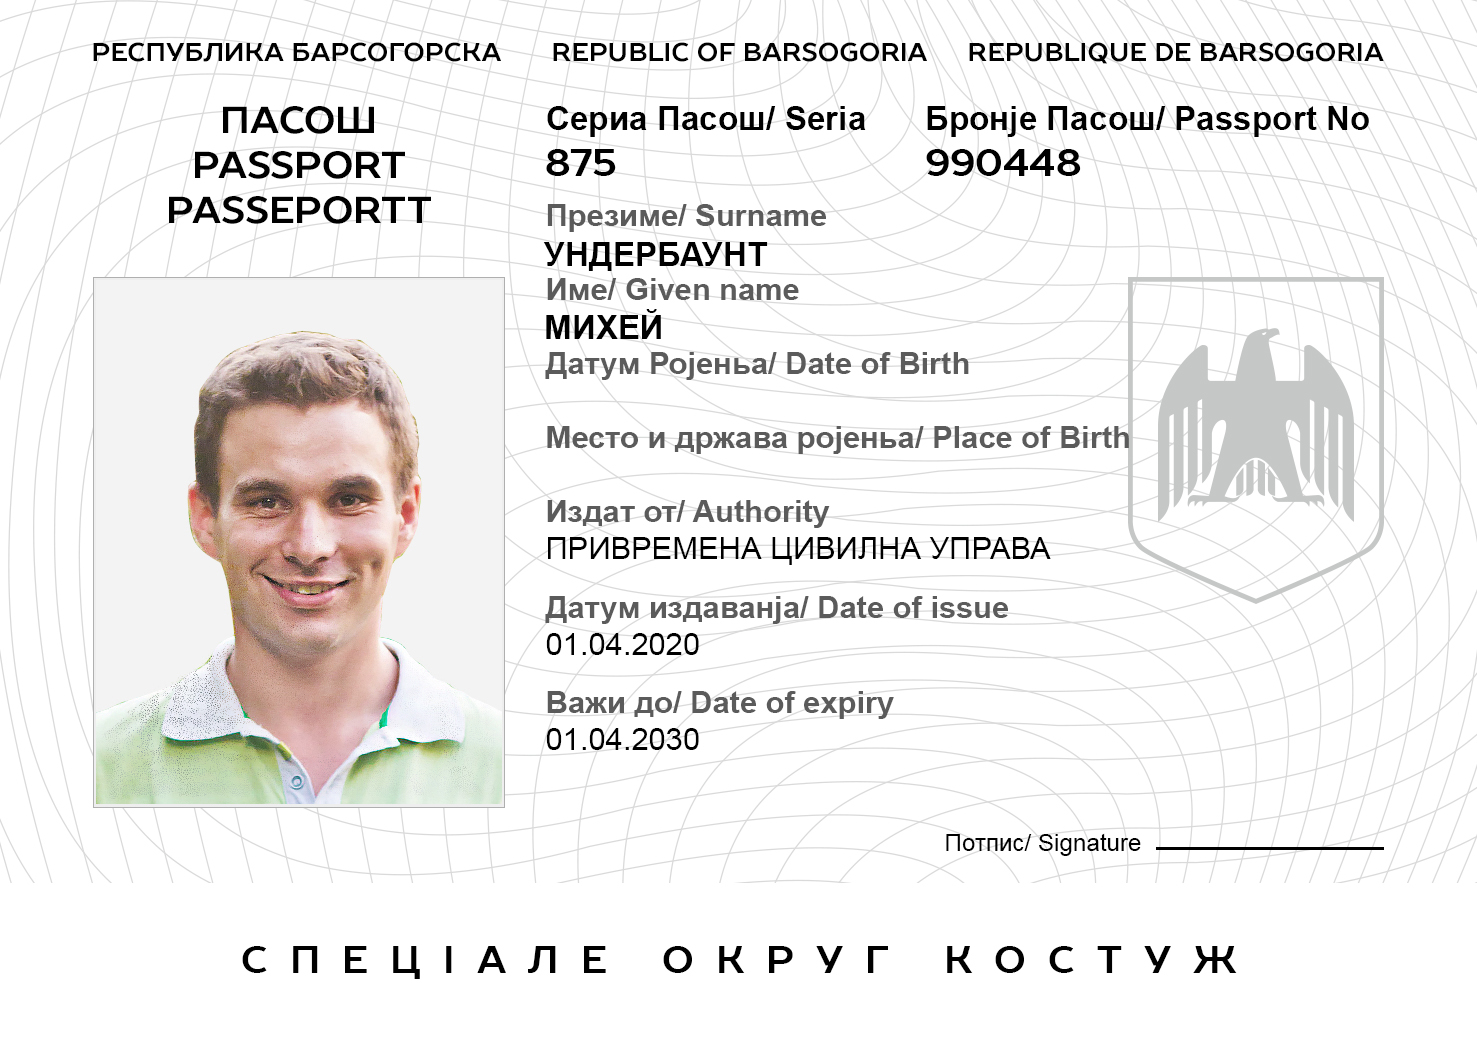 РЕСПУБЛИКА БАРСОГОРСКА REPUBLIC OF BARSOGORIA REPUBLIQUE DE BARSOGORIA
ПАСОШ
PASSPORT
PASSEPORTT
Сериа Пасош/ Seria Бронје Пасош/ Passport No
875 990448
Презиме/ Surname
УНДЕРБАУНТ
Име/ Given name
МИХЕЙ
Датум Ројења/ Date of Birth
Место и држава ројења/ Place of Birth
Издат от/ Authority
ПРИВРЕМЕНА ЦИВИЛНА УПРАВА
Датум издаванја/ Date of issue
01.04.2020
Важи до/ Date of expiry
01.04.2030
Потпис/ Signature
СПЕЦІАЛЕ ОКРУГ КОСТУЖ